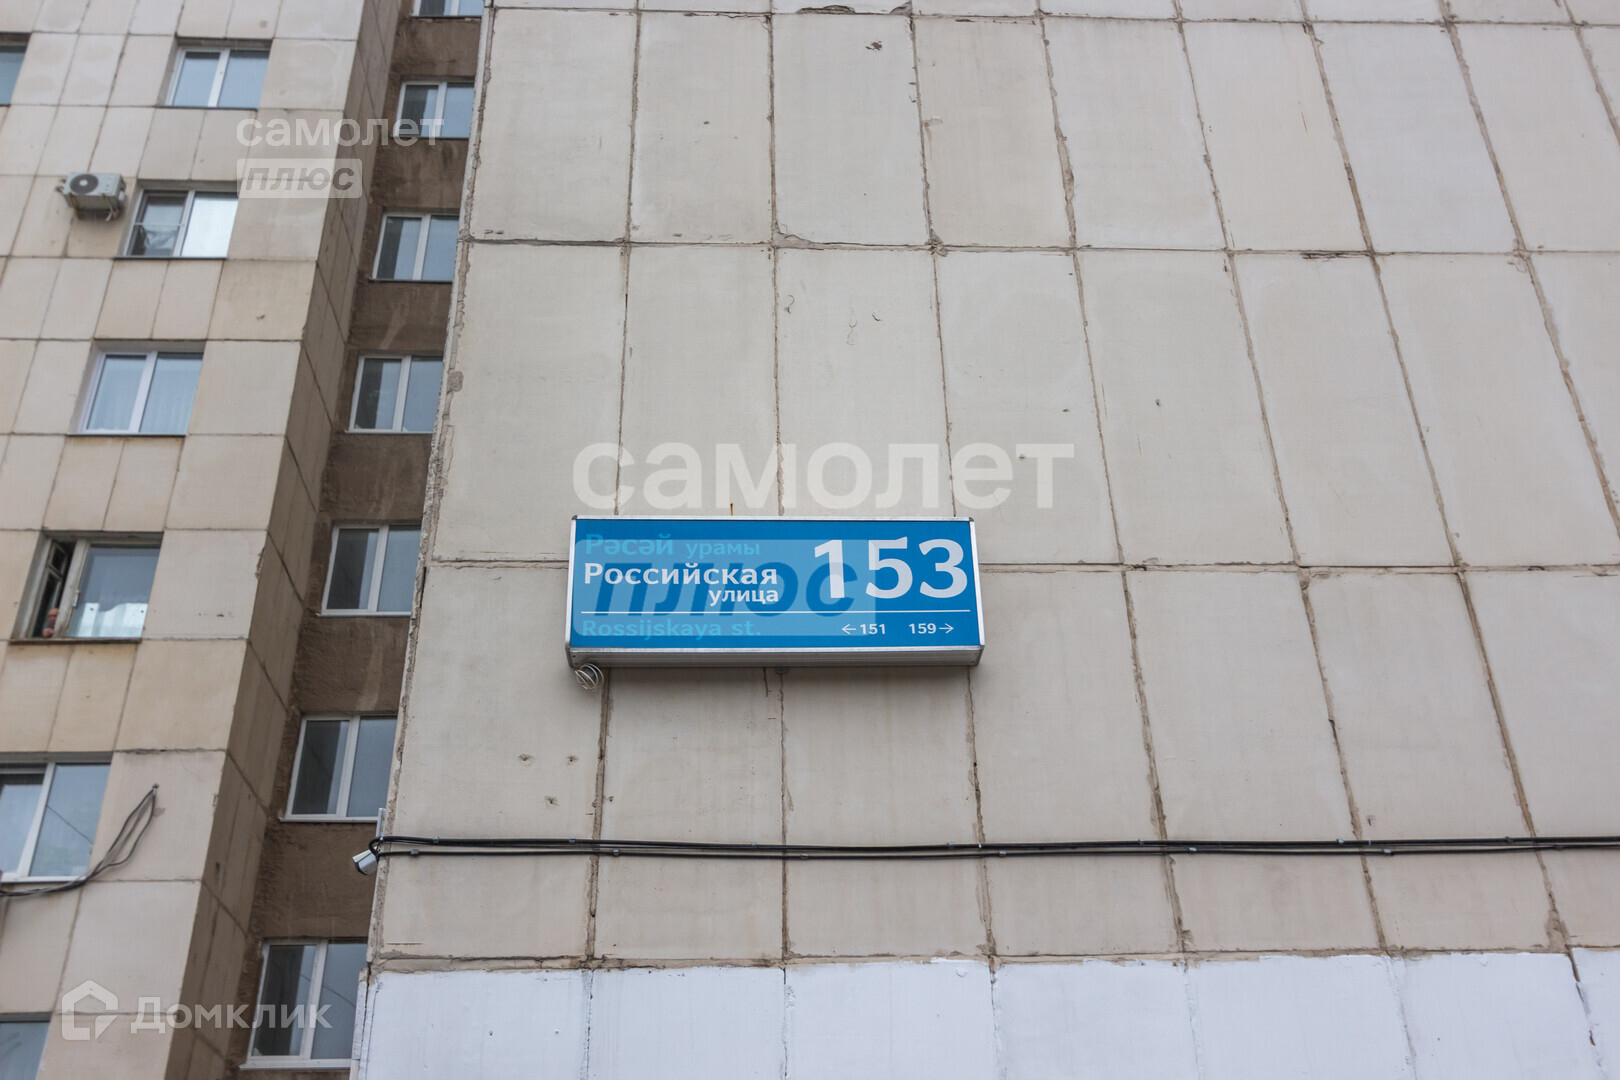 самолет
плюс
самолет
плюс
Рәсәй урамы
Российская
улица
153
Rossijskaya st.
←151 159→
Домклик